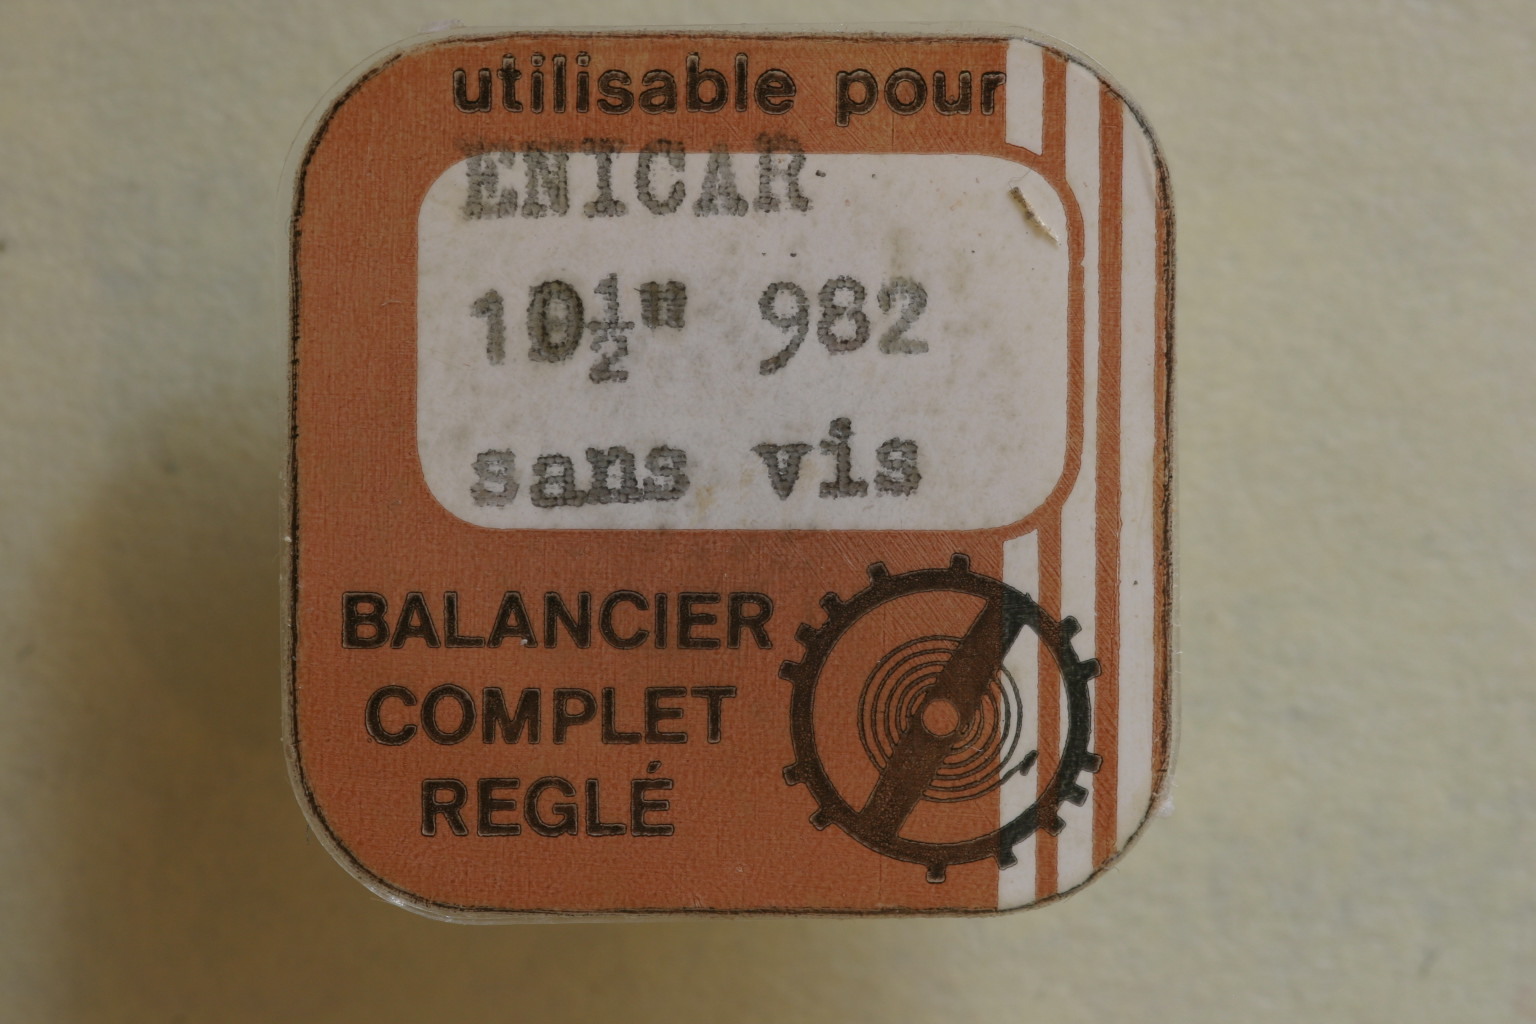 utilisable pour
ENICAR
10½" 982
sans vis
BALANCIER
COMPLET
REGLÉ